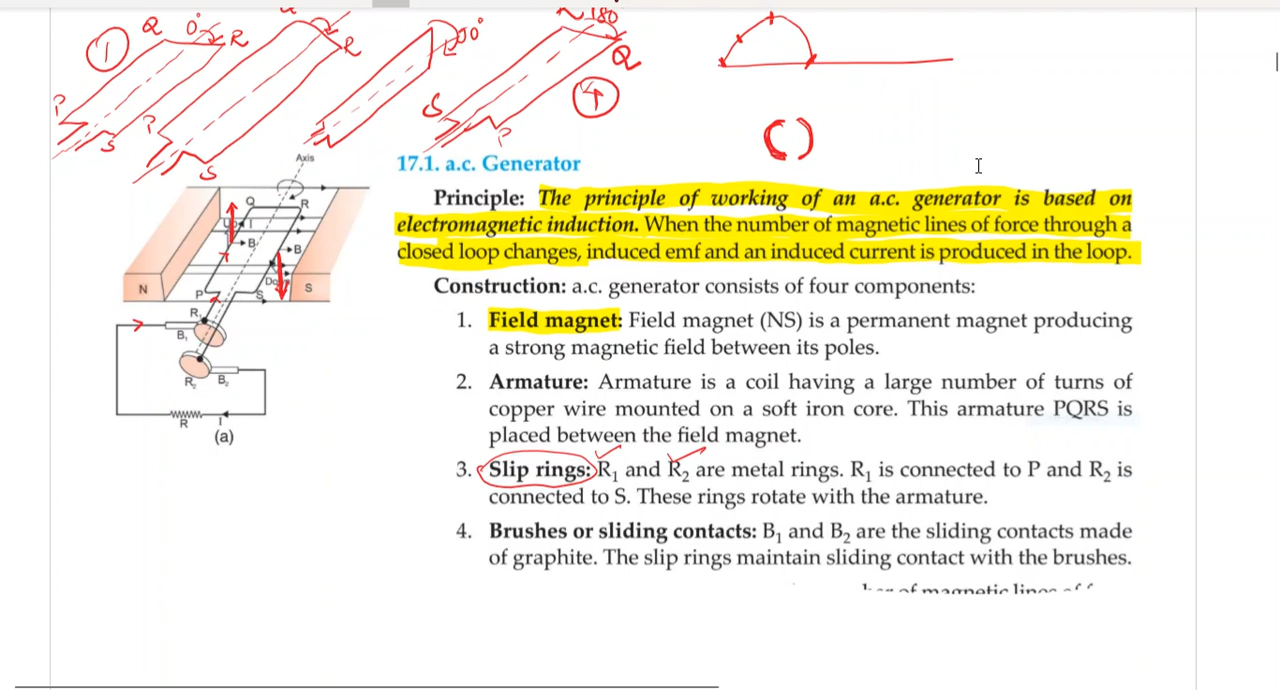 1 Q 0° R
R
90°
180
Q
4
P
S
P
S
S
P
17.1. a.c. Generator
Principle: The principle of working of an a.c. generator is based on
electromagnetic induction. When the number of magnetic lines of force through a
closed loop changes, induced emf and an induced current is produced in the loop.
Construction: a.c. generator consists of four components:
1. Field magnet: Field magnet (NS) is a permanent magnet producing
a strong magnetic field between its poles.
2. Armature: Armature is a coil having a large number of turns of
copper wire mounted on a soft iron core. This armature PQRS is
placed between the field magnet.
3. Slip rings: R₁ and R₂ are metal rings. R₁ is connected to P and R₂ is
connected to S. These rings rotate with the armature.
4. Brushes or sliding contacts: B₁ and B₂ are the sliding contacts made
of graphite. The slip rings maintain sliding contact with the brushes.
of magnetic lines
Axis
Q
R
B
B
N
P
S
S
R₁
B₁
R₂
B₂
R
I
(a)